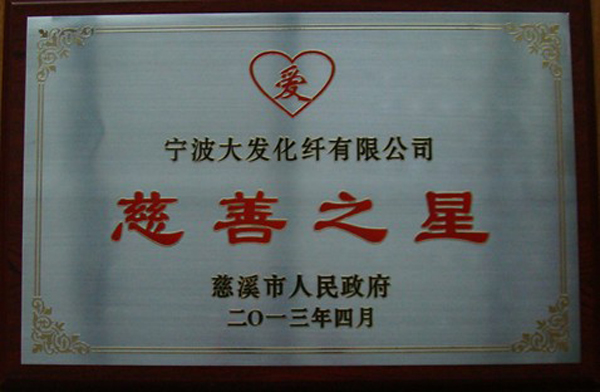 爱
宁波大发化纤有限公司
慈善之星
慈溪市人民政府
二〇一三年四月